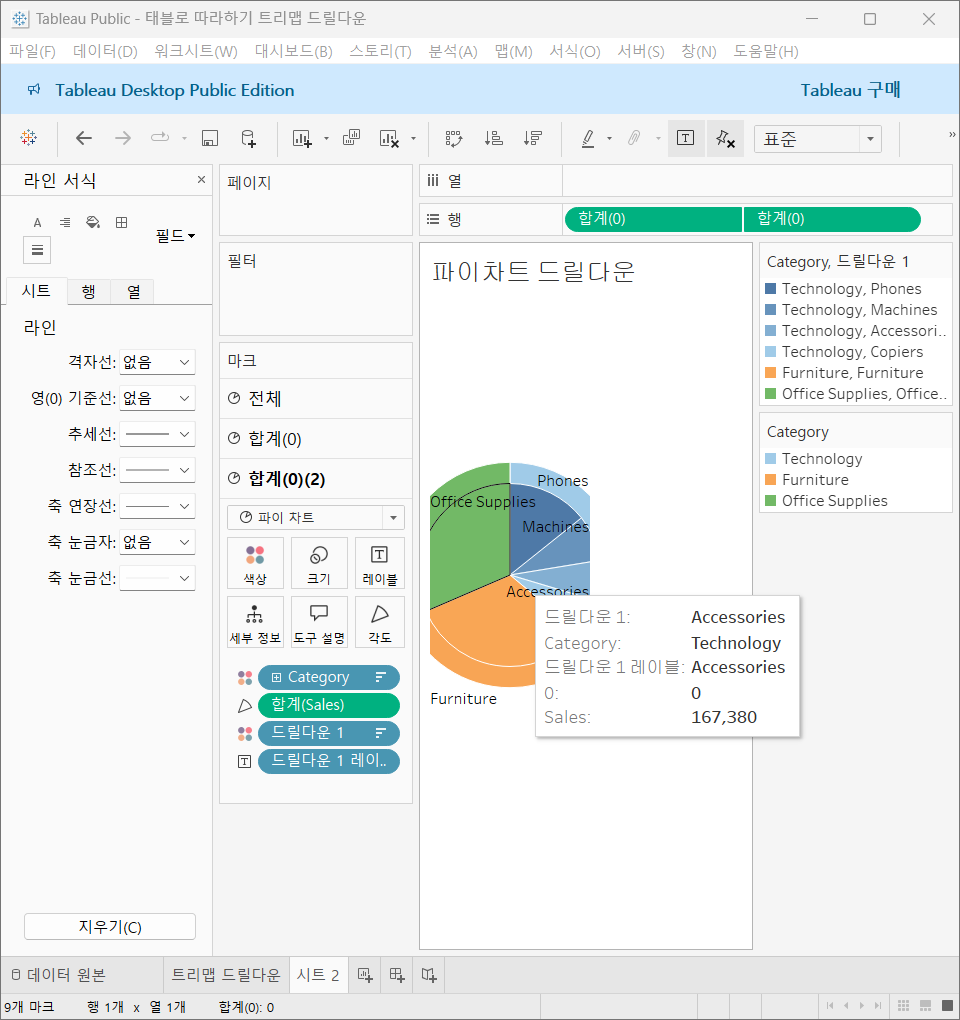 Tableau Public - 태블로 따라하기 트리맵 드릴다운
파일(F) 데이터(D) 워크시트(W) 대시보드(B) 스토리(T) 분석(A) 맵(M) 서식(O) 서버(S) 창(N) 도움말(H)
Tableau Desktop Public Edition
Tableau 구매
표준
라인 서식
A
필드
시트 행 열
라인
격자선: 없음
영(0) 기준선: 없음
추세선:
참조선:
축 연장선:
축 눈금자: 없음
축 눈금선:
지우기(C)
페이지
필터
마크
전체
합계(0)
합계(0)(2)
파이 차트
색상 크기 레이블
세부 정보 도구 설명 각도
Category
합계(Sales)
드릴다운 1
드릴다운 1 레이..
열
행 합계(0) 합계(0)
파이차트 드릴다운
Phones
Office Supplies
Machines
Accessories
Furniture
드릴다운 1: Accessories
Category: Technology
드릴다운 1 레이블: Accessories
0: 0
Sales: 167,380
Category, 드릴다운 1
Technology, Phones
Technology, Machines
Technology, Accessori..
Technology, Copiers
Furniture, Furniture
Office Supplies, Office..
Category
Technology
Furniture
Office Supplies
데이터 원본 트리맵 드릴다운 시트 2
9개 마크 행 1개 x 열 1개 합계(0): 0